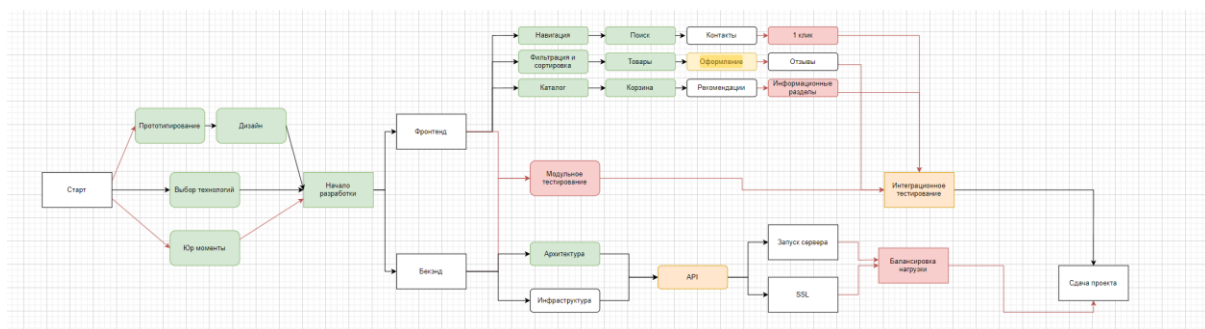 Навигация
Поиск
Контакты
1 клик
Фильтрация и
сортировка
Товары
Оформление
Отзывы
Каталог
Корзина
Рекомендации
Информационные
разделы
Прототипирование
Дизайн
Фронтенд
Старт
Выбор технологий
Начало
разработки
Модульное
тестирование
Интеграционное
тестирование
Юр моменты
Бекэнд
Архитектура
Инфраструктура
API
Запуск сервера
SSL
Балансировка
нагрузки
Сдача проекта